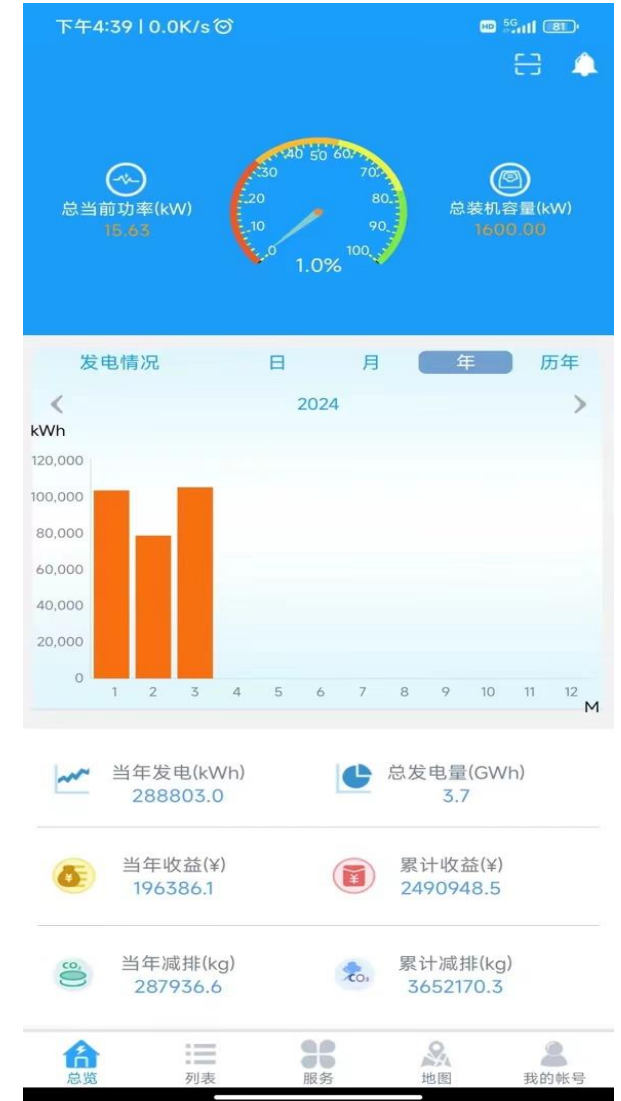 下午4:39 | 0.0K/s
HD 5G 81
总当前功率(kW)
15.63
0 10 20 30 40 50 60 70 80 90 100
1.0%
总装机容量(kW)
1600.00
发电情况 日 月 年 历年
2024
kWh
120,000
100,000
80,000
60,000
40,000
20,000
0
1 2 3 4 5 6 7 8 9 10 11 12
M
当年发电(kWh) 总发电量(GWh)
288803.0 3.7
当年收益(¥) 累计收益(¥)
196386.1 2490948.5
当年减排(kg) 累计减排(kg)
287936.6 3652170.3
总览 列表 服务 地图 我的帐号